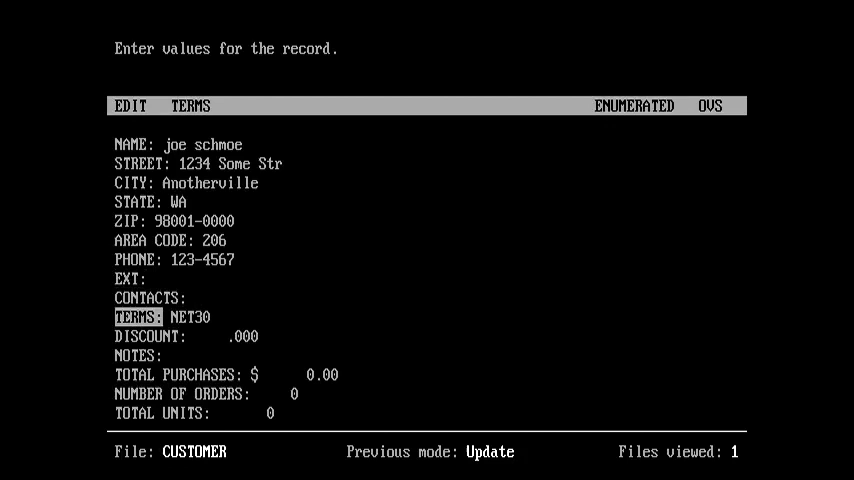 Enter values for the record.
EDIT TERMS ENUMERATED OVS
NAME: joe schmoe
STREET: 1234 Some Str
CITY: Anotherville
STATE: WA
ZIP: 98001-0000
AREA CODE: 206
PHONE: 123-4567
EXT:
CONTACTS:
TERMS: NET30
DISCOUNT: .000
NOTES:
TOTAL PURCHASES: $ 0.00
NUMBER OF ORDERS: 0
TOTAL UNITS: 0
File: CUSTOMER Previous mode: Update Files viewed: 1